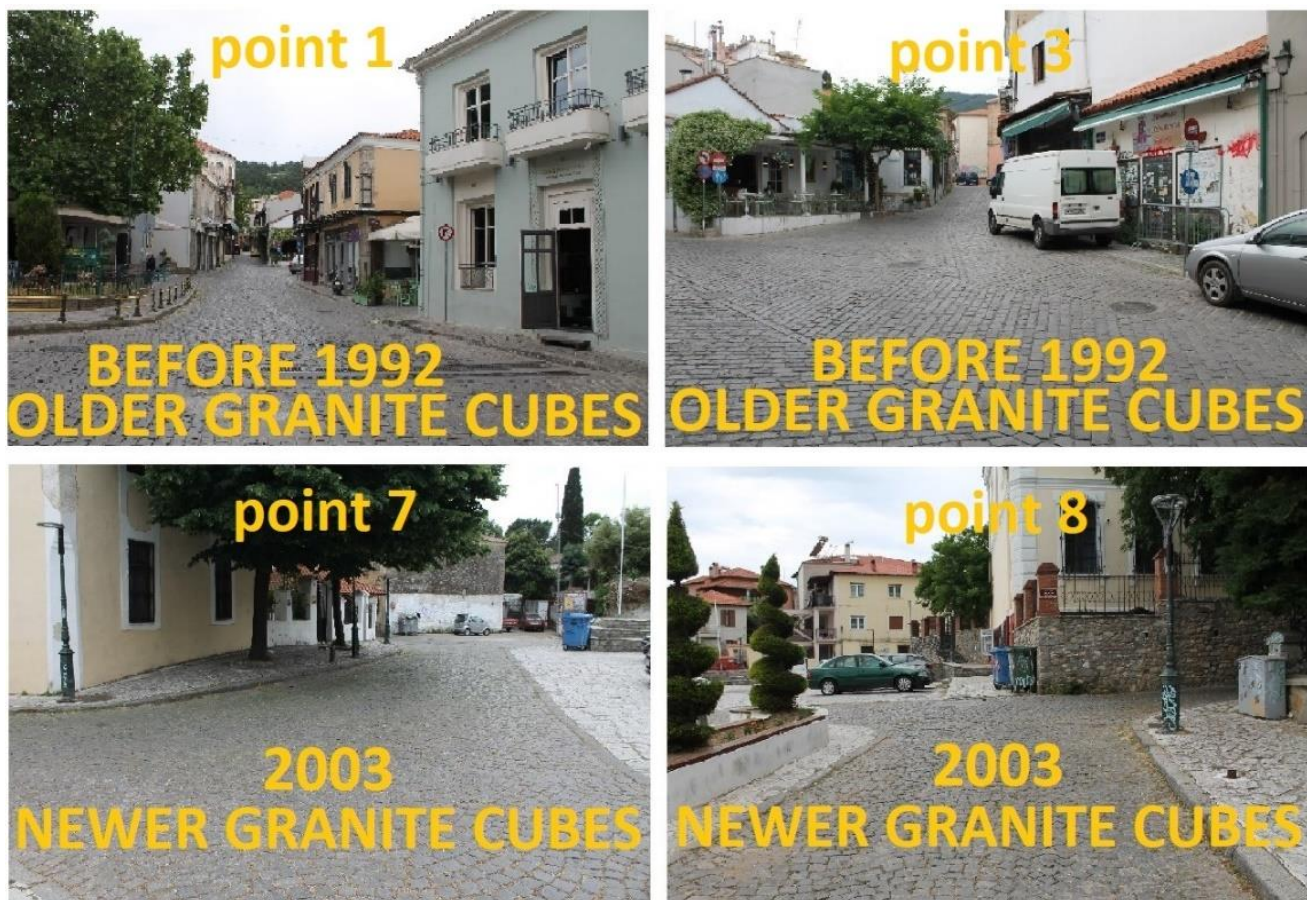 point 1
BEFORE 1992
OLDER GRANITE CUBES
point 3
BEFORE 1992
OLDER GRANITE CUBES
point 7
2003
NEWER GRANITE CUBES
point 8
2003
NEWER GRANITE CUBES